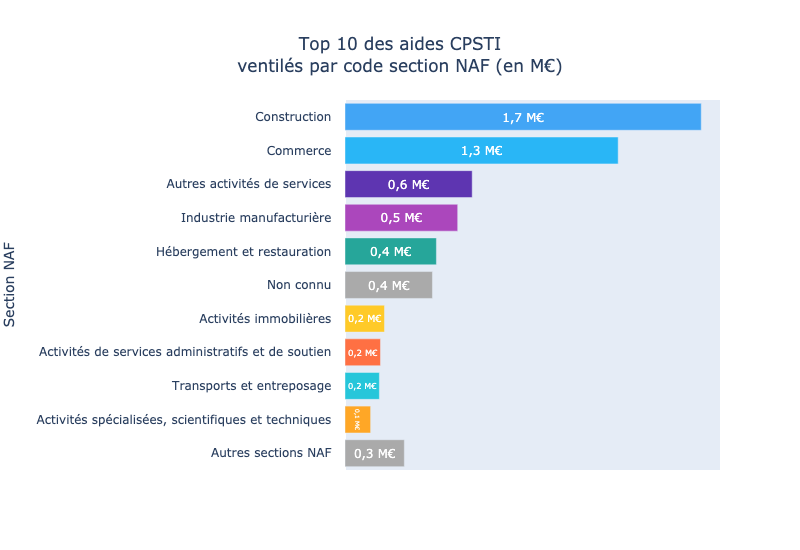 Top 10 des aides CPSTI
ventilés par code section NAF (en M€)
Section NAF
Construction
1,7 M€
Commerce
1,3 M€
Autres activités de services
0,6 M€
Industrie manufacturière
0,5 M€
Hébergement et restauration
0,4 M€
Non connu
0,4 M€
Activités immobilières
0,2 M€
Activités de services administratifs et de soutien
0,2 M€
Transports et entreposage
0,2 M€
Activités spécialisées, scientifiques et techniques
0,1 M€
Autres sections NAF
0,3 M€